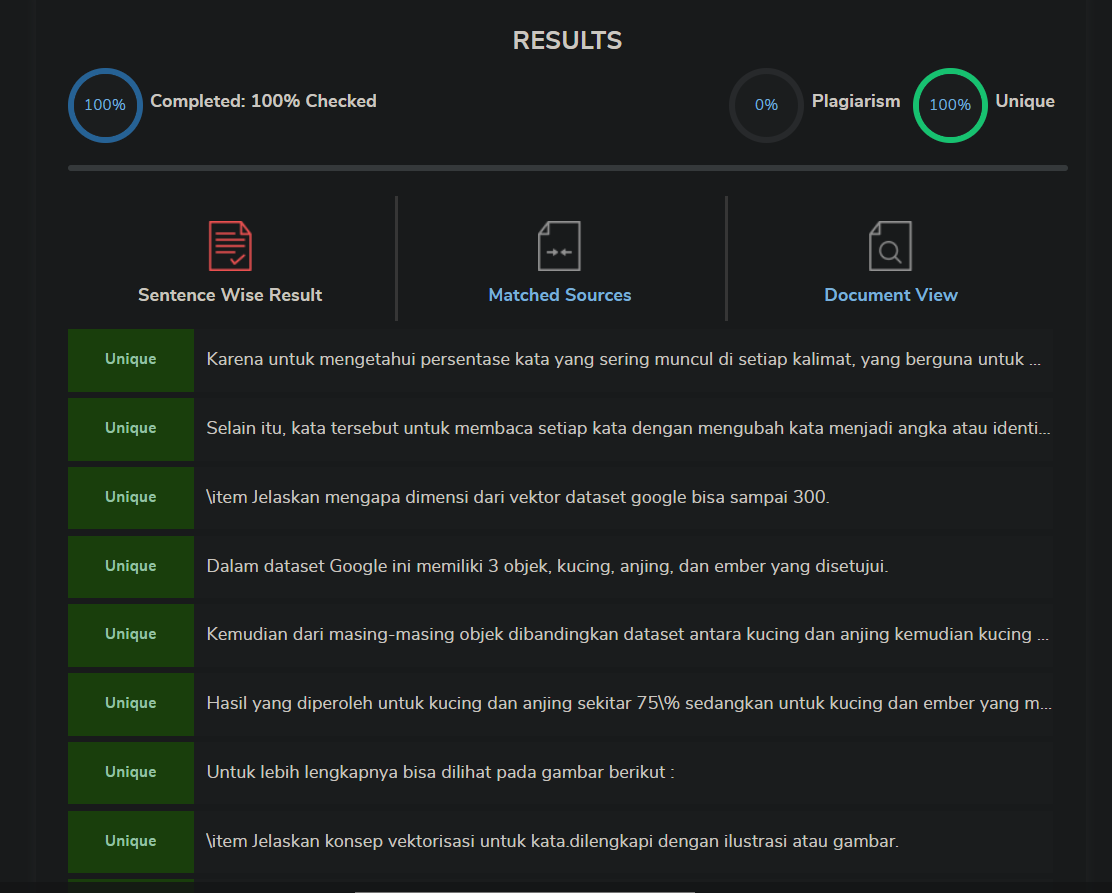 RESULTS
100% Completed: 100% Checked 0% Plagiarism 100% Unique
Sentence Wise Result Matched Sources Document View
Unique Karena untuk mengetahui persentase kata yang sering muncul di setiap kalimat, yang berguna untuk ...
Unique Selain itu, kata tersebut untuk membaca setiap kata dengan mengubah kata menjadi angka atau identi...
Unique \item Jelaskan mengapa dimensi dari vektor dataset google bisa sampai 300.
Unique Dalam dataset Google ini memiliki 3 objek, kucing, anjing, dan ember yang disetujui.
Unique Kemudian dari masing-masing objek dibandingkan dataset antara kucing dan anjing kemudian kucing ...
Unique Hasil yang diperoleh untuk kucing dan anjing sekitar 75\% sedangkan untuk kucing dan ember yang m...
Unique Untuk lebih lengkapnya bisa dilihat pada gambar berikut :
Unique \item Jelaskan konsep vektorisasi untuk kata.dilengkapi dengan ilustrasi atau gambar.